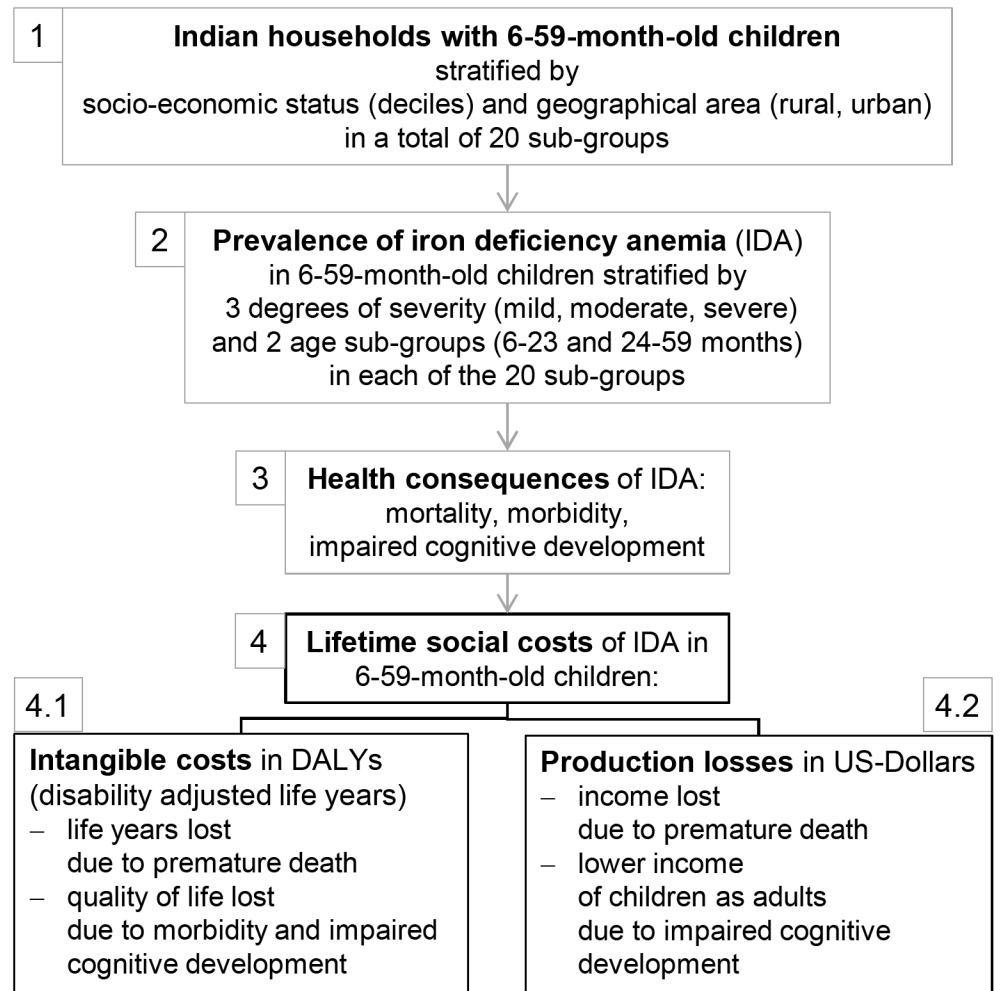 1
Indian households with 6-59-month-old children
stratified by
socio-economic status (deciles) and geographical area (rural, urban)
in a total of 20 sub-groups
2
Prevalence of iron deficiency anemia (IDA)
in 6-59-month-old children stratified by
3 degrees of severity (mild, moderate, severe)
and 2 age sub-groups (6-23 and 24-59 months)
in each of the 20 sub-groups
3
Health consequences of IDA:
mortality, morbidity,
impaired cognitive development
4
Lifetime social costs of IDA in
6-59-month-old children:
4.1
Intangible costs in DALYs
(disability adjusted life years)
– life years lost
due to premature death
– quality of life lost
due to morbidity and impaired
cognitive development
4.2
Production losses in US-Dollars
– income lost
due to premature death
– lower income
of children as adults
due to impaired cognitive
development